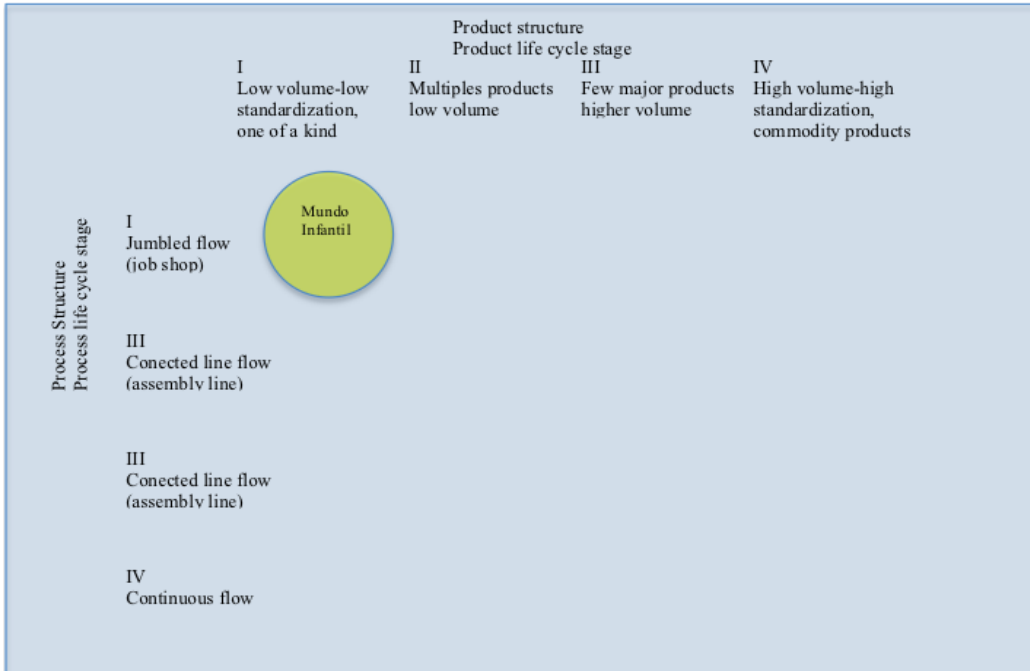 Product structure
Product life cycle stage
I
Low volume-low
standardization,
one of a kind
II
Multiples products
low volume
III
Few major products
higher volume
IV
High volume-high
standardization,
commodity products
Process Structure
Process life cycle stage
I
Jumbled flow
(job shop)
Mundo
Infantil
III
Conected line flow
(assembly line)
III
Conected line flow
(assembly line)
IV
Continuous flow